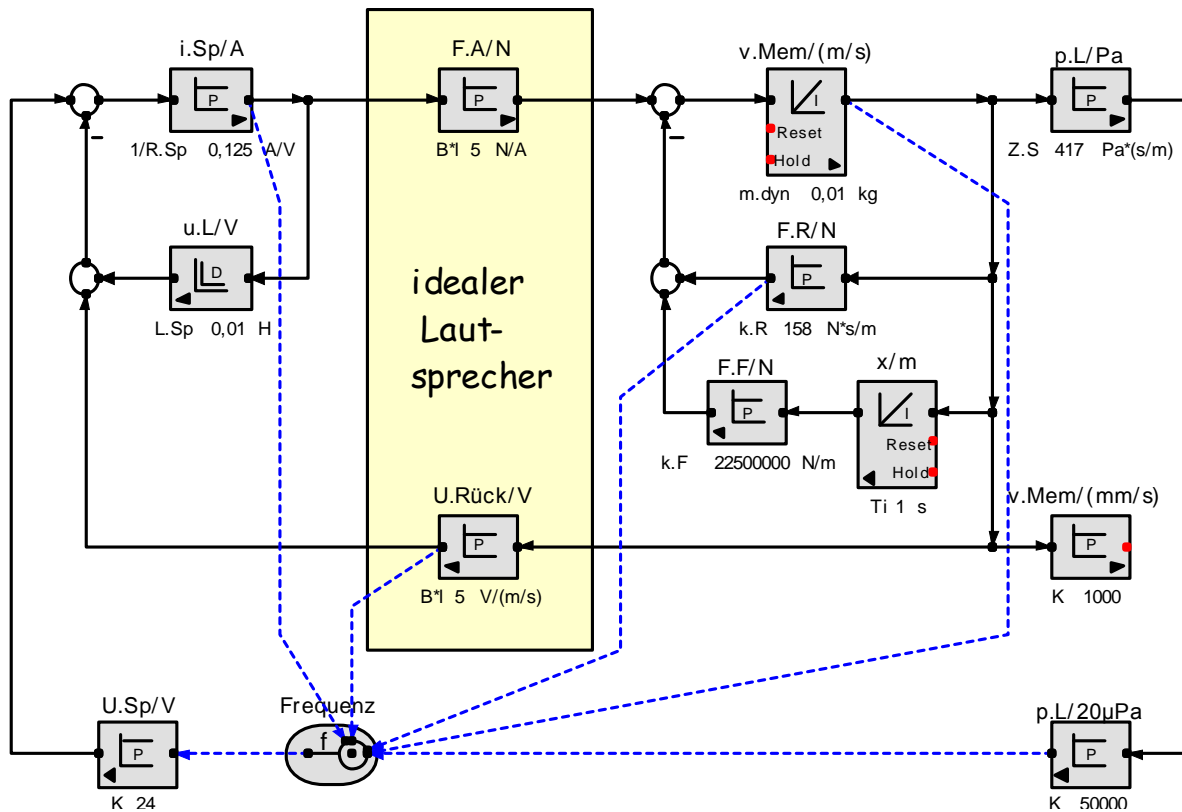 i.Sp/A
P
1/R.Sp 0,125 A/V
F.A/N
P
B*l 5 N/A
v.Mem/(m/s)
I
Reset
Hold
m.dyn 0,01 kg
p.L/Pa
P
Z.S 417 Pa*(s/m)
–
–
u.L/V
D
L.Sp 0,01 H
idealer
Laut-
sprecher
F.R/N
P
k.R 158 N*s/m
F.F/N
P
k.F 22500000 N/m
x/m
I
Reset
Hold
Ti 1 s
U.Rück/V
P
B*l 5 V/(m/s)
v.Mem/(mm/s)
P
K 1000
U.Sp/V
P
K 24
Frequenz
f
p.L/20µPa
P
K 50000